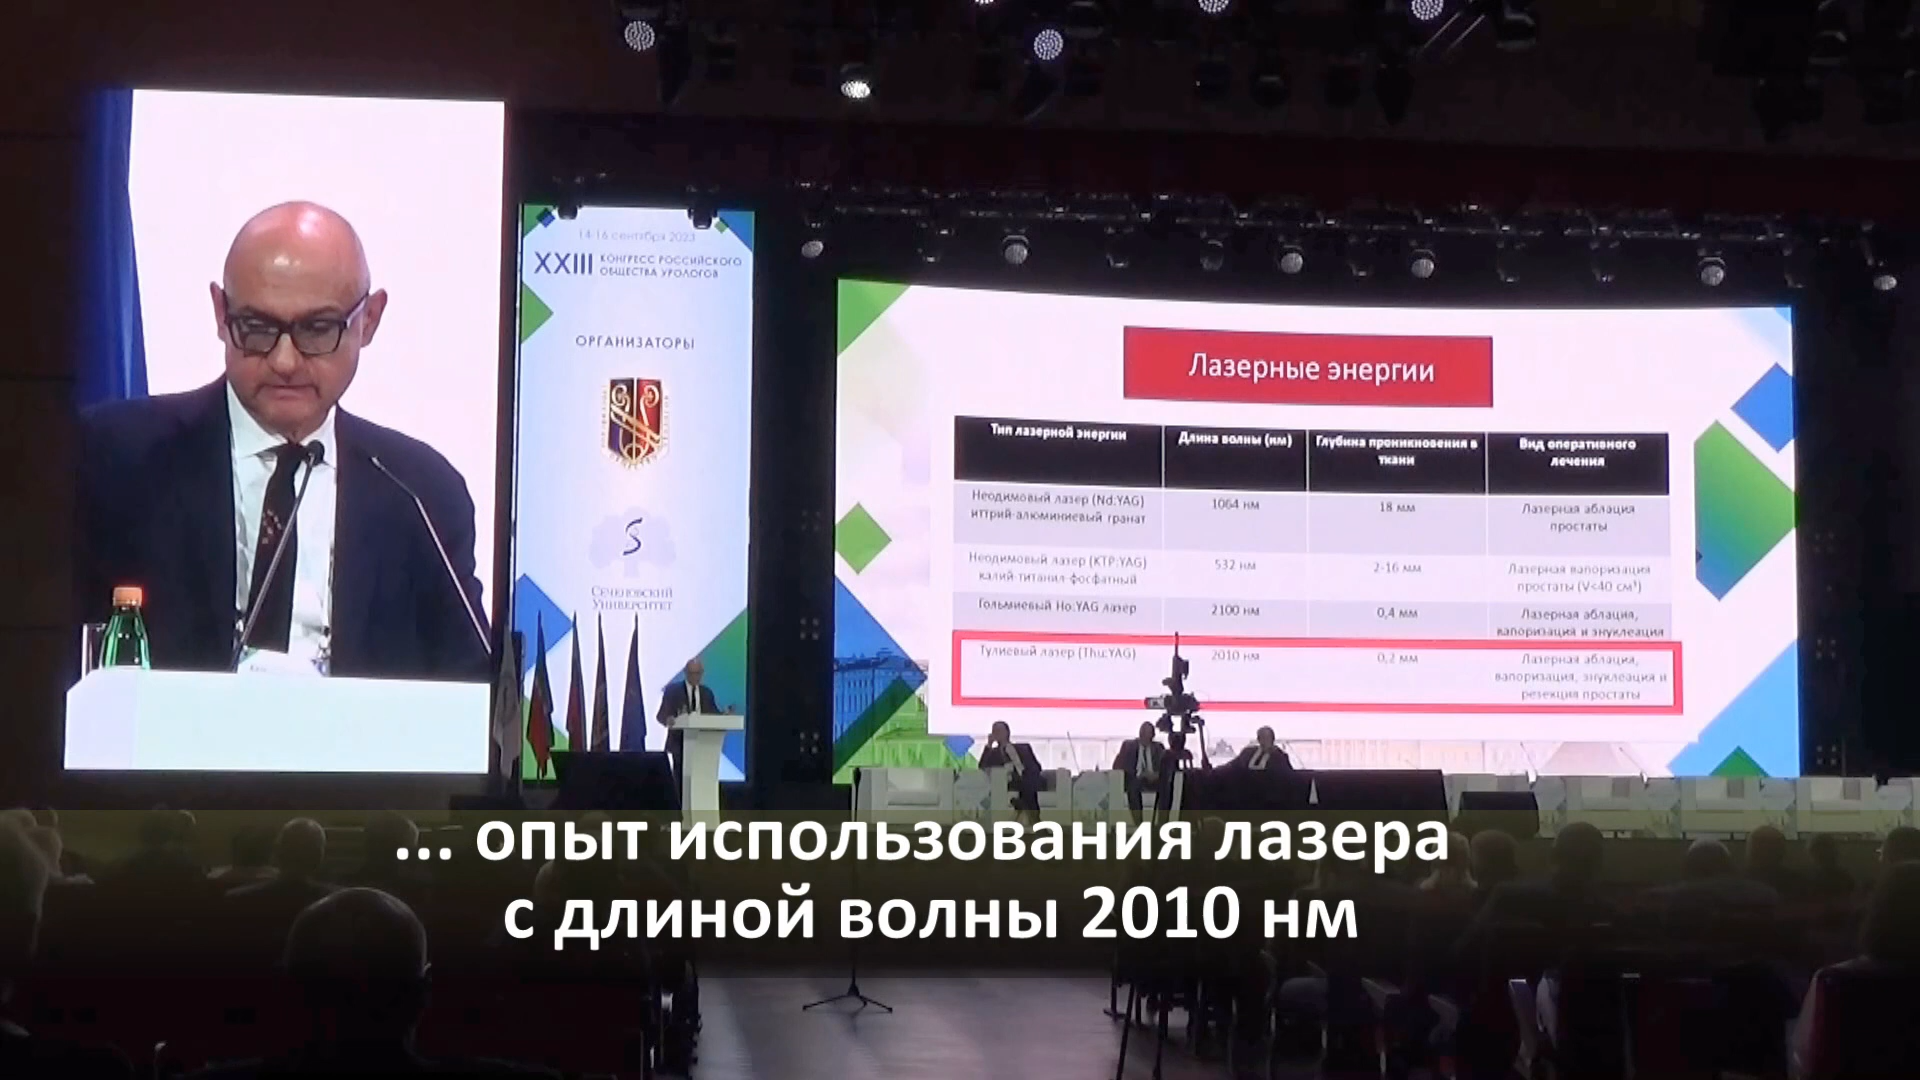 14-16 сентября 2023
XXIII КОНГРЕСС РОССИЙСКОГО
ОБЩЕСТВА УРОЛОГОВ
ОРГАНИЗАТОРЫ
СЕЧЕНОВСКИЙ
УНИВЕРСИТЕТ
Лазерные энергии
Тип лазерной энергии
Длина волны (нм)
Глубина проникновения в
ткани
Вид оперативного
лечения
Неодимовый лазер (Nd:YAG)
иттрий-алюминиевый гранат
1064 нм
18 мм
Лазерная аблация
простаты
Неодимовый лазер (KTP:YAG)
калий-титанил-фосфатный
532 нм
2-16 мм
Лазерная вапоризация
простаты (V<40 см³)
Гольмиевый Ho:YAG лазер
2100 нм
0,4 мм
Лазерная аблация,
вапоризация и энуклеация
Тулиевый лазер (Thu:YAG)
2010 нм
0,2 мм
Лазерная аблация,
вапоризация, энуклеация и
резекция простаты
... опыт использования лазера
с длиной волны 2010 нм